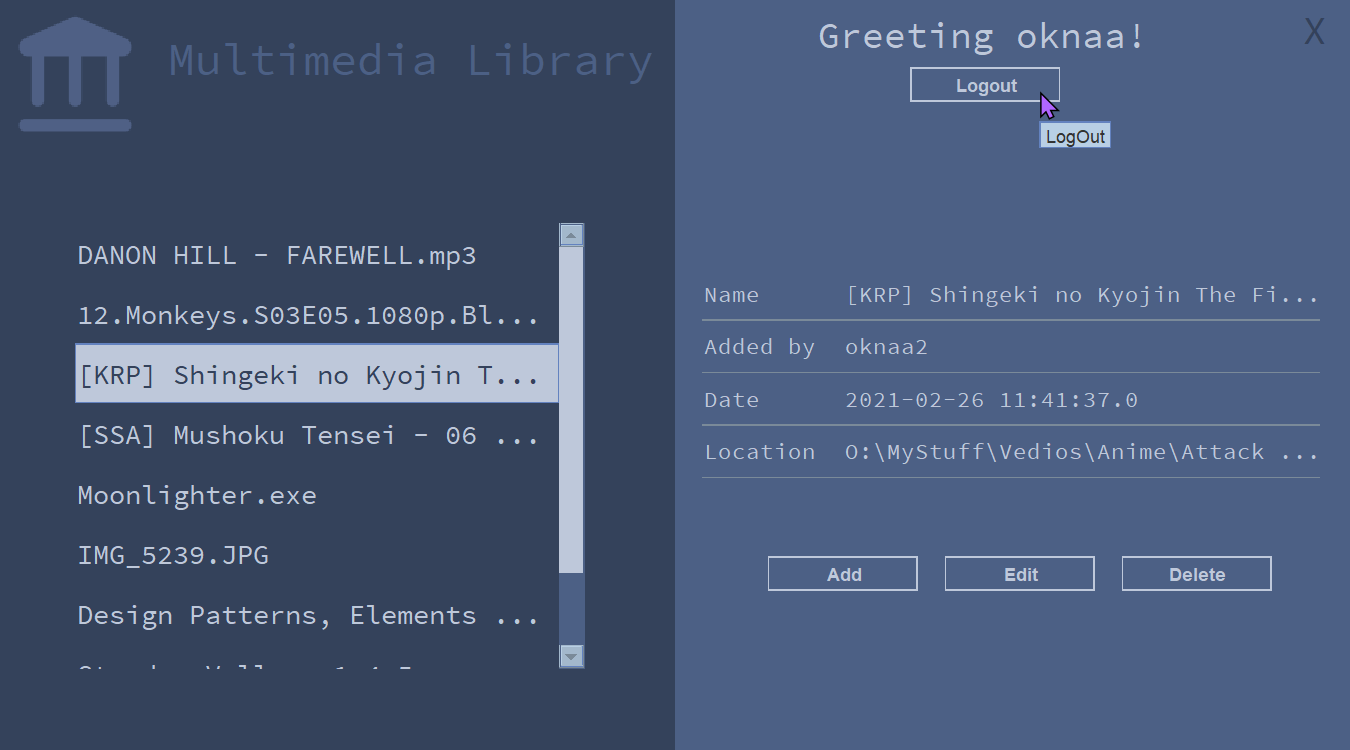 Multimedia Library
DANON HILL - FAREWELL.mp3
12.Monkeys.S03E05.1080p.Bl...
[KRP] Shingeki no Kyojin T...
[SSA] Mushoku Tensei - 06 ...
Moonlighter.exe
IMG_5239.JPG
Design Patterns, Elements ...
Greeting oknaa!
X
Logout
LogOut
Name [KRP] Shingeki no Kyojin The Fi...
Added by oknaa2
Date 2021-02-26 11:41:37.0
Location O:\MyStuff\Vedios\Anime\Attack ...
Add Edit Delete